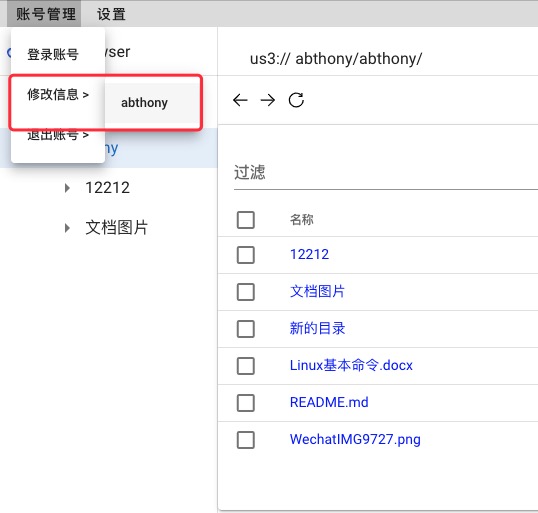 账号管理 设置
登录账号
修改信息 >
abthony
退出账号 >
12212
文档图片
us3:// abthony/abthony/
过滤
名称
12212
文档图片
新的目录
Linux基本命令.docx
README.md
WechatIMG9727.png